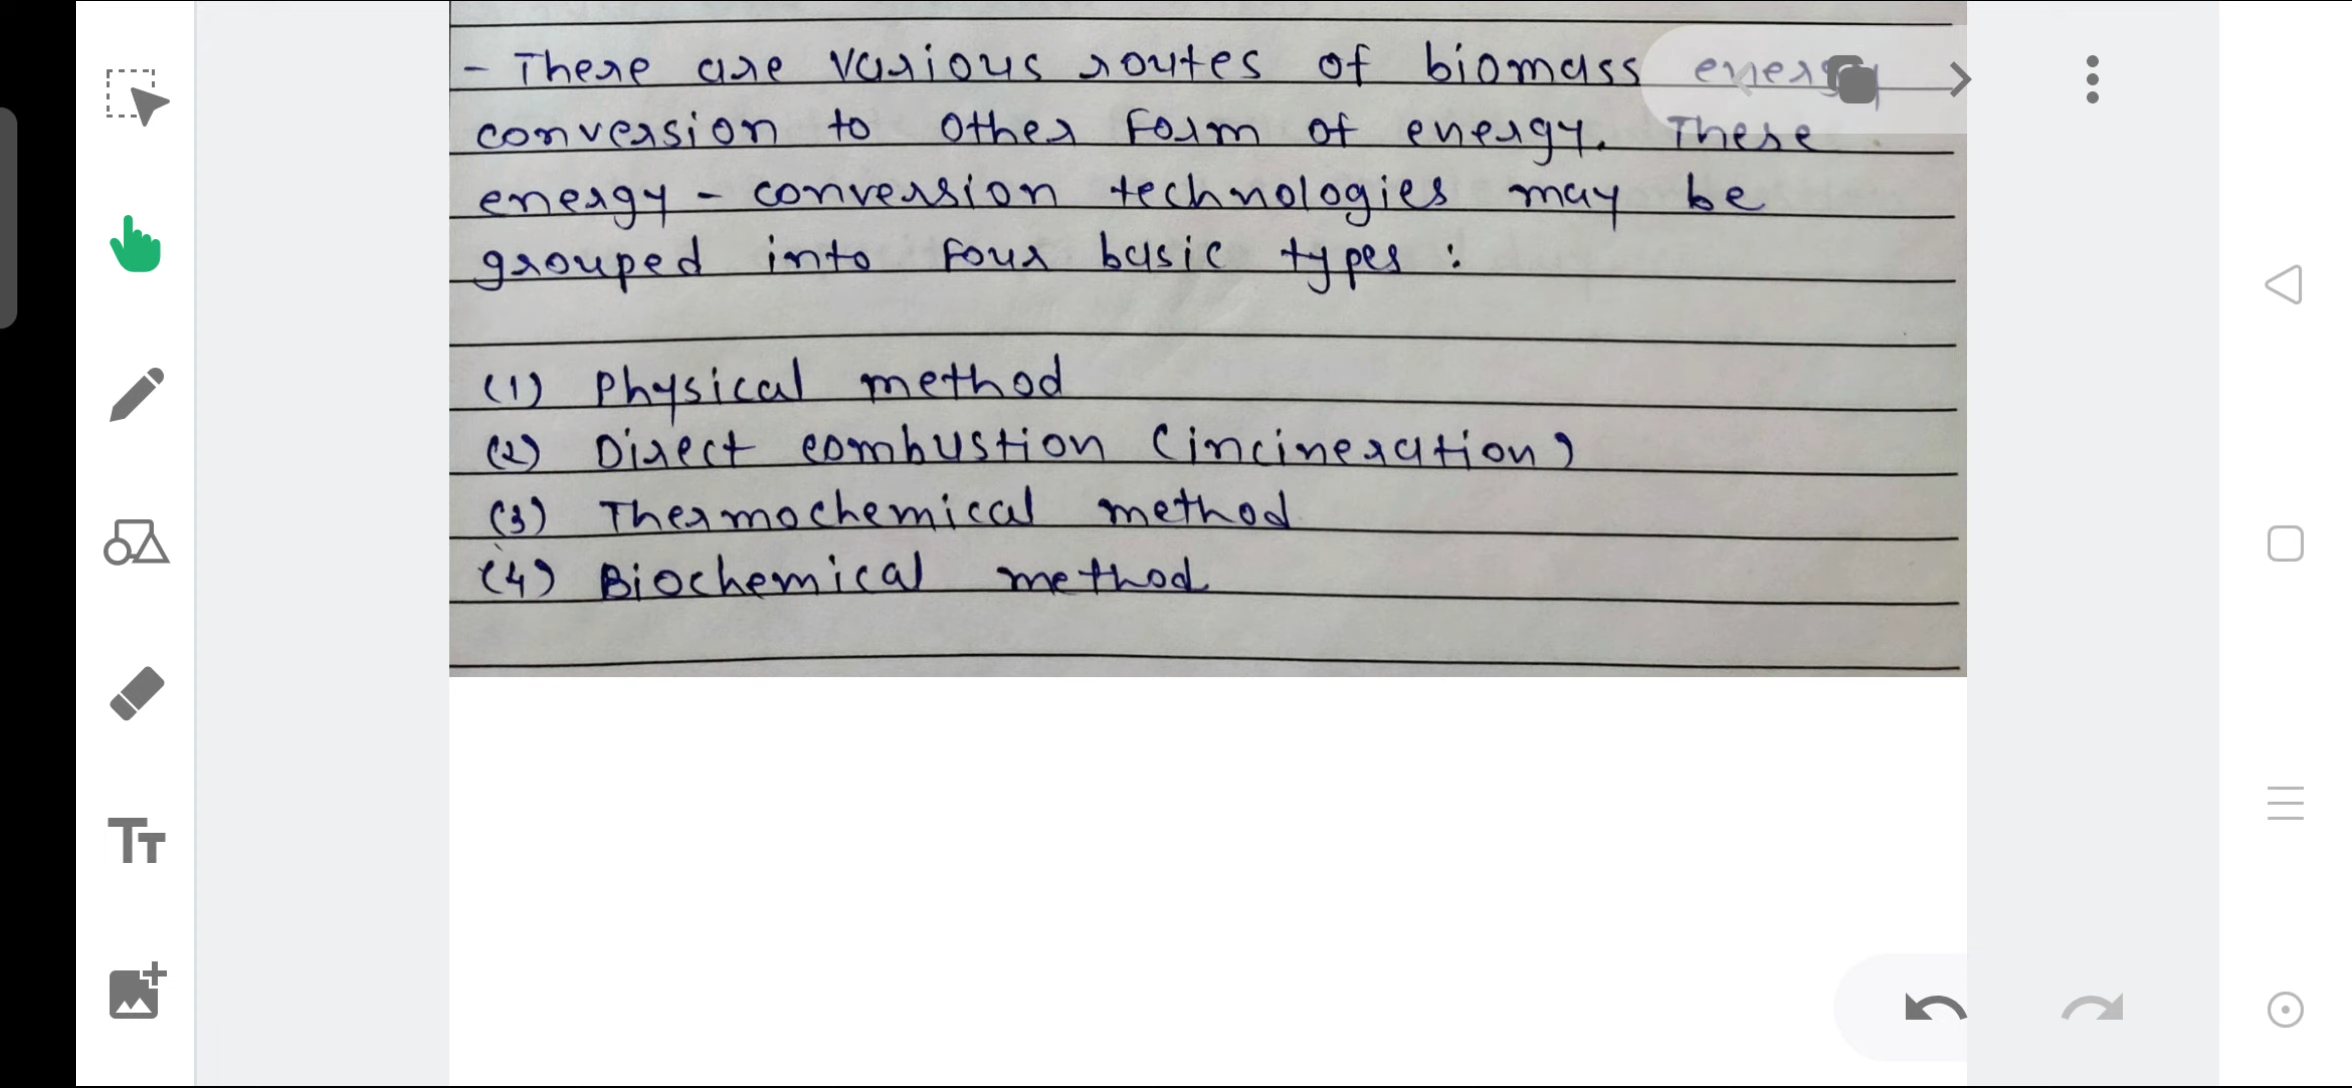 - There are various routes of biomass energy
conversion to other form of energy. These
energy - conversion technologies may be
grouped into four basic types :
(1) Physical method
(2) Direct combustion (incineration)
(3) Thermochemical method
(4) Biochemical method
TT